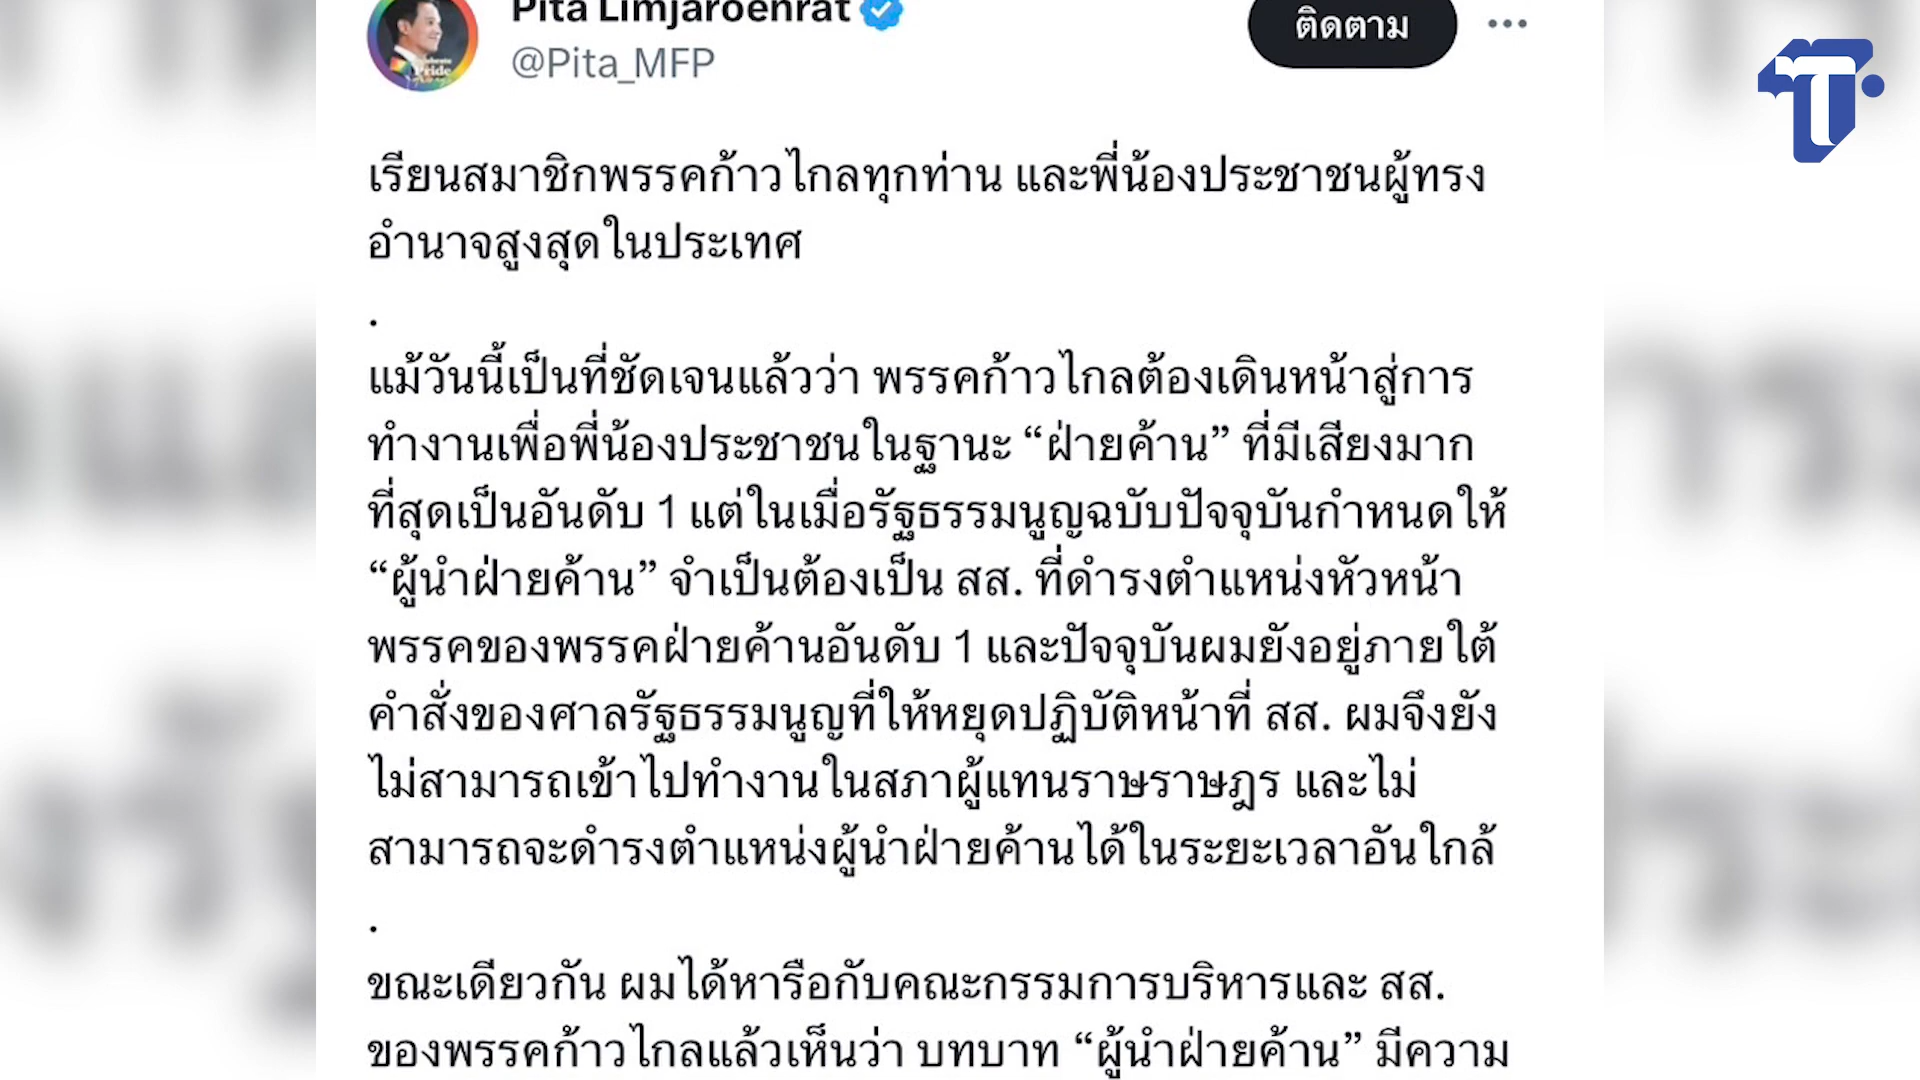 Pita Limjaroenrat
@Pita_MFP
ติดตาม
เรียนสมาชิกพรรคก้าวไกลทุกท่าน และพี่น้องประชาชนผู้ทรง
อำนาจสูงสุดในประเทศ
.
แม้วันนี้เป็นที่ชัดเจนแล้วว่า พรรคก้าวไกลต้องเดินหน้าสู่การ
ทำงานเพื่อพี่น้องประชาชนในฐานะ “ฝ่ายค้าน” ที่มีเสียงมาก
ที่สุดเป็นอันดับ 1 แต่ในเมื่อรัฐธรรมนูญฉบับปัจจุบันกำหนดให้
“ผู้นำฝ่ายค้าน” จำเป็นต้องเป็น สส. ที่ดำรงตำแหน่งหัวหน้า
พรรคของพรรคฝ่ายค้านอันดับ 1 และปัจจุบันผมยังอยู่ภายใต้
คำสั่งของศาลรัฐธรรมนูญที่ให้หยุดปฏิบัติหน้าที่ สส. ผมจึงยัง
ไม่สามารถเข้าไปทำงานในสภาผู้แทนราษราษฎร และไม่
สามารถจะดำรงตำแหน่งผู้นำฝ่ายค้านได้ในระยะเวลาอันใกล้
.
ขณะเดียวกัน ผมได้หารือกับคณะกรรมการบริหารและ สส.
ของพรรคก้าวไกลแล้วเห็นว่า บทบาท “ผู้นำฝ่ายค้าน” มีความ
T